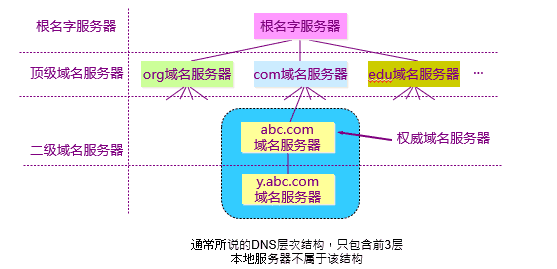 根名字服务器
根名字服务器
顶级域名服务器
org域名服务器
com域名服务器
edu域名服务器
...
二级域名服务器
abc.com
域名服务器
权威域名服务器
y.abc.com
域名服务器
通常所说的DNS层次结构，只包含前3层
本地服务器不属于该结构